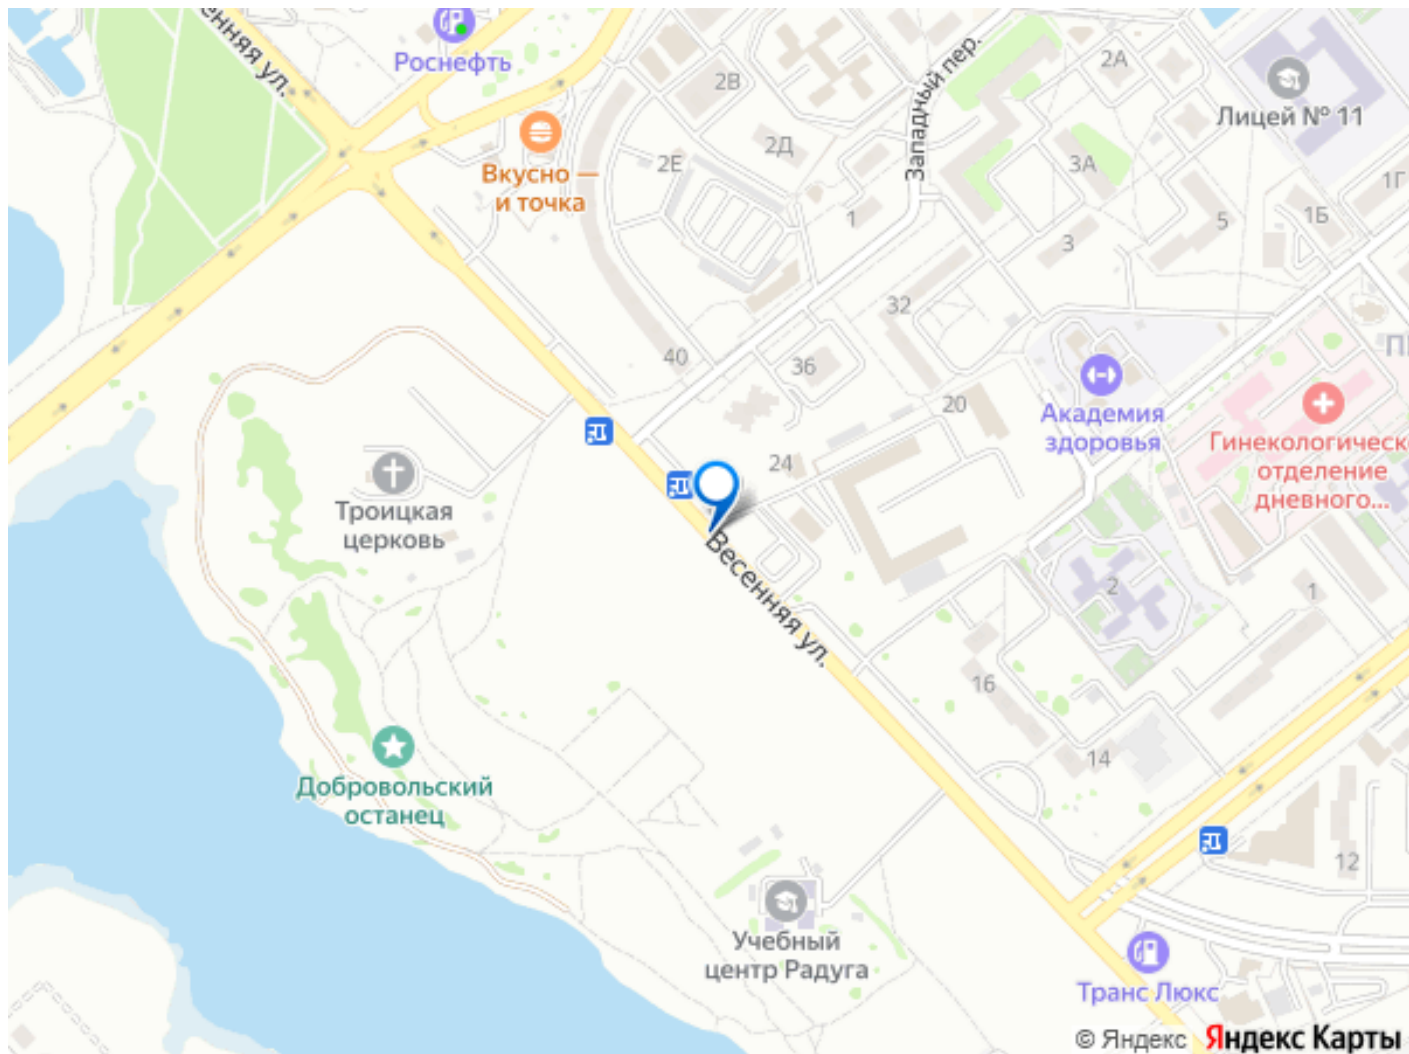 Весенняя ул.
Роснефть
Вкусно —
и точка
2В
2Д
2Е
Западный пер.
2А
Лицей № 11
3А
1
1Г
1Б
5
3
32
40
36
20
24
Академия
здоровья
Гинекологическо
отделение
дневного...
Троицкая
церковь
Весенняя ул.
2
1
16
14
Добровольский
останец
12
Учебный
центр Радуга
Транс Люкс
© Яндекс Яндекс Карты